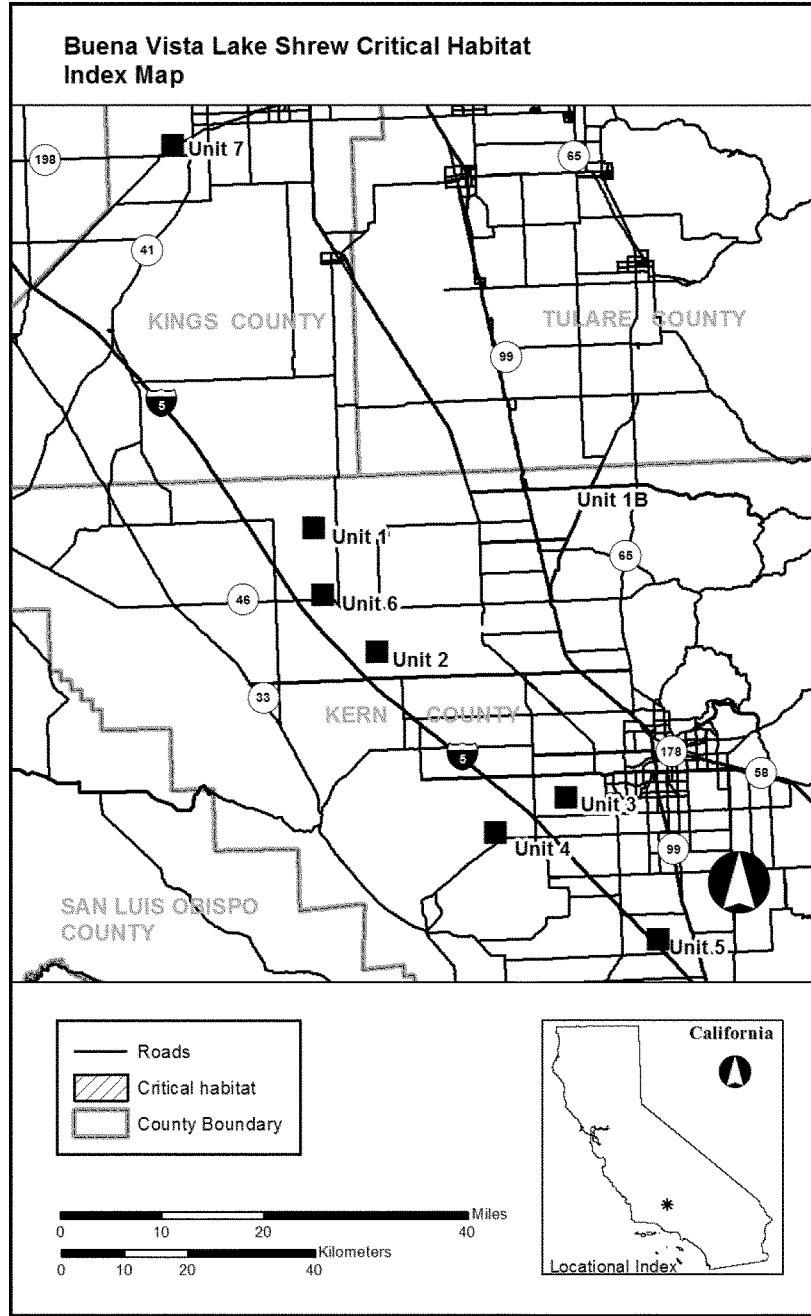 Buena Vista Lake Shrew Critical Habitat
Index Map
Unit 7
198
65
41
KINGS COUNTY
TULARE COUNTY
99
5
Unit 1
Unit 1B
65
46
Unit 6
Unit 2
33
KERN COUNTY
5
178
58
Unit 3
Unit 4
99
SAN LUIS OBISPO
COUNTY
Unit 5
Roads
Critical habitat
County Boundary
Miles
0 10 20 40
Kilometers
0 10 20 40
California
Locational Index